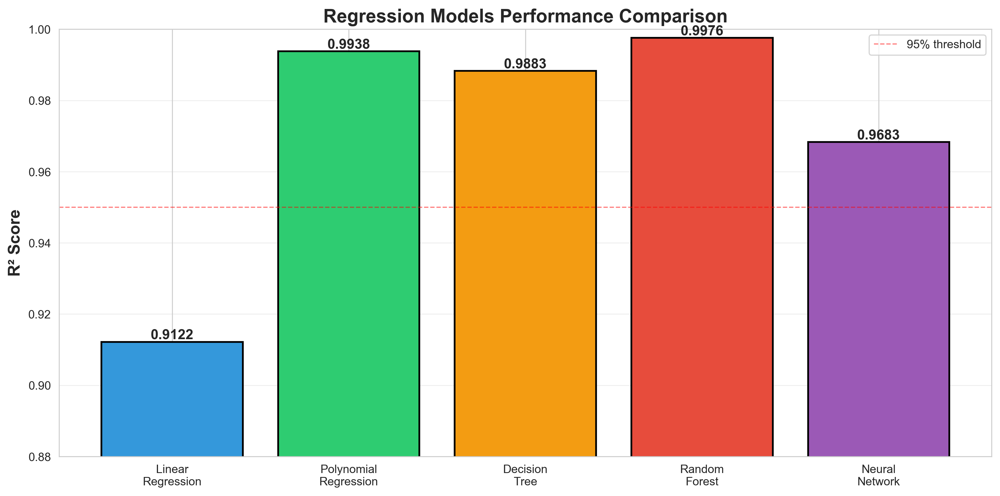 Regression Models Performance Comparison
1.00
0.98
0.96
0.94
0.92
0.90
0.88
R² Score
0.9122
0.9938
0.9883
0.9976
0.9683
95% threshold
Linear
Regression
Polynomial
Regression
Decision
Tree
Random
Forest
Neural
Network